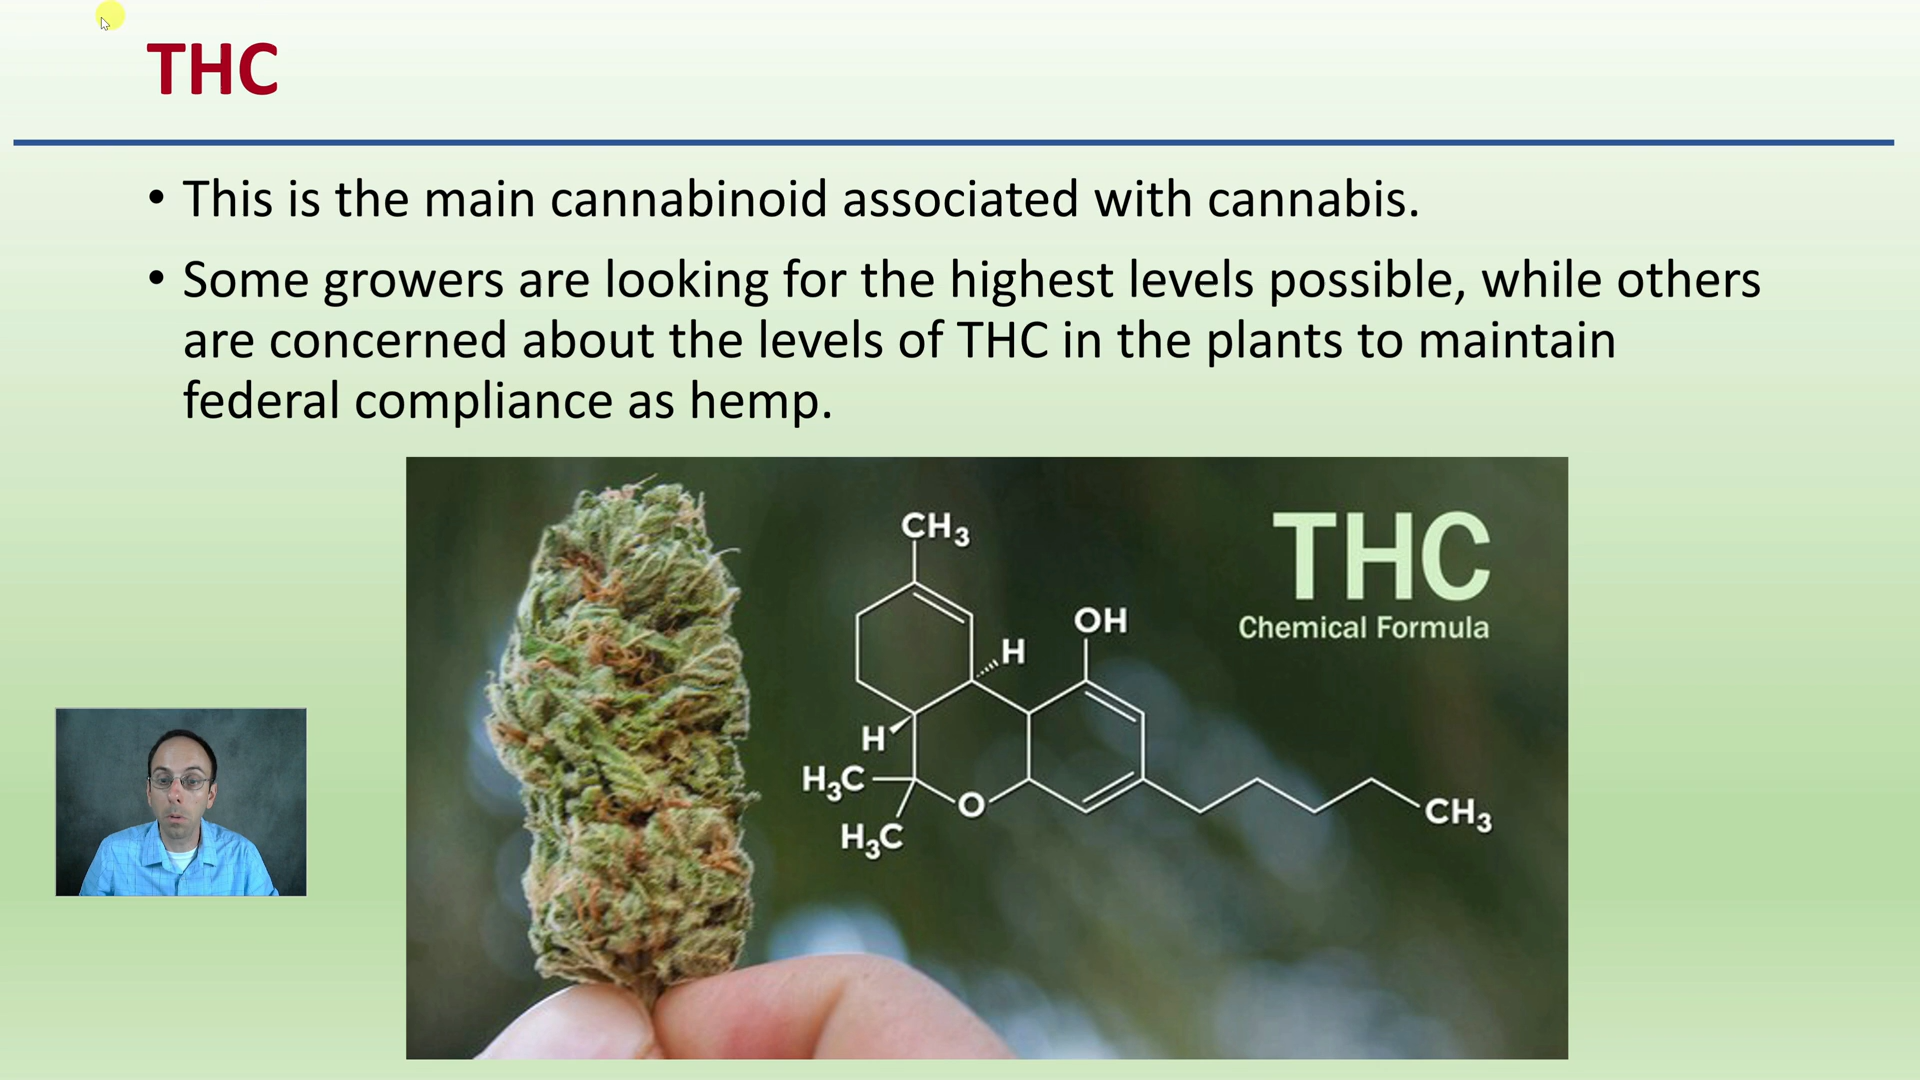 THC
• This is the main cannabinoid associated with cannabis.
• Some growers are looking for the highest levels possible, while others
are concerned about the levels of THC in the plants to maintain
federal compliance as hemp.
THC
Chemical Formula
CH₃
OH
H
H
H₃C
O
CH₃
H₃C